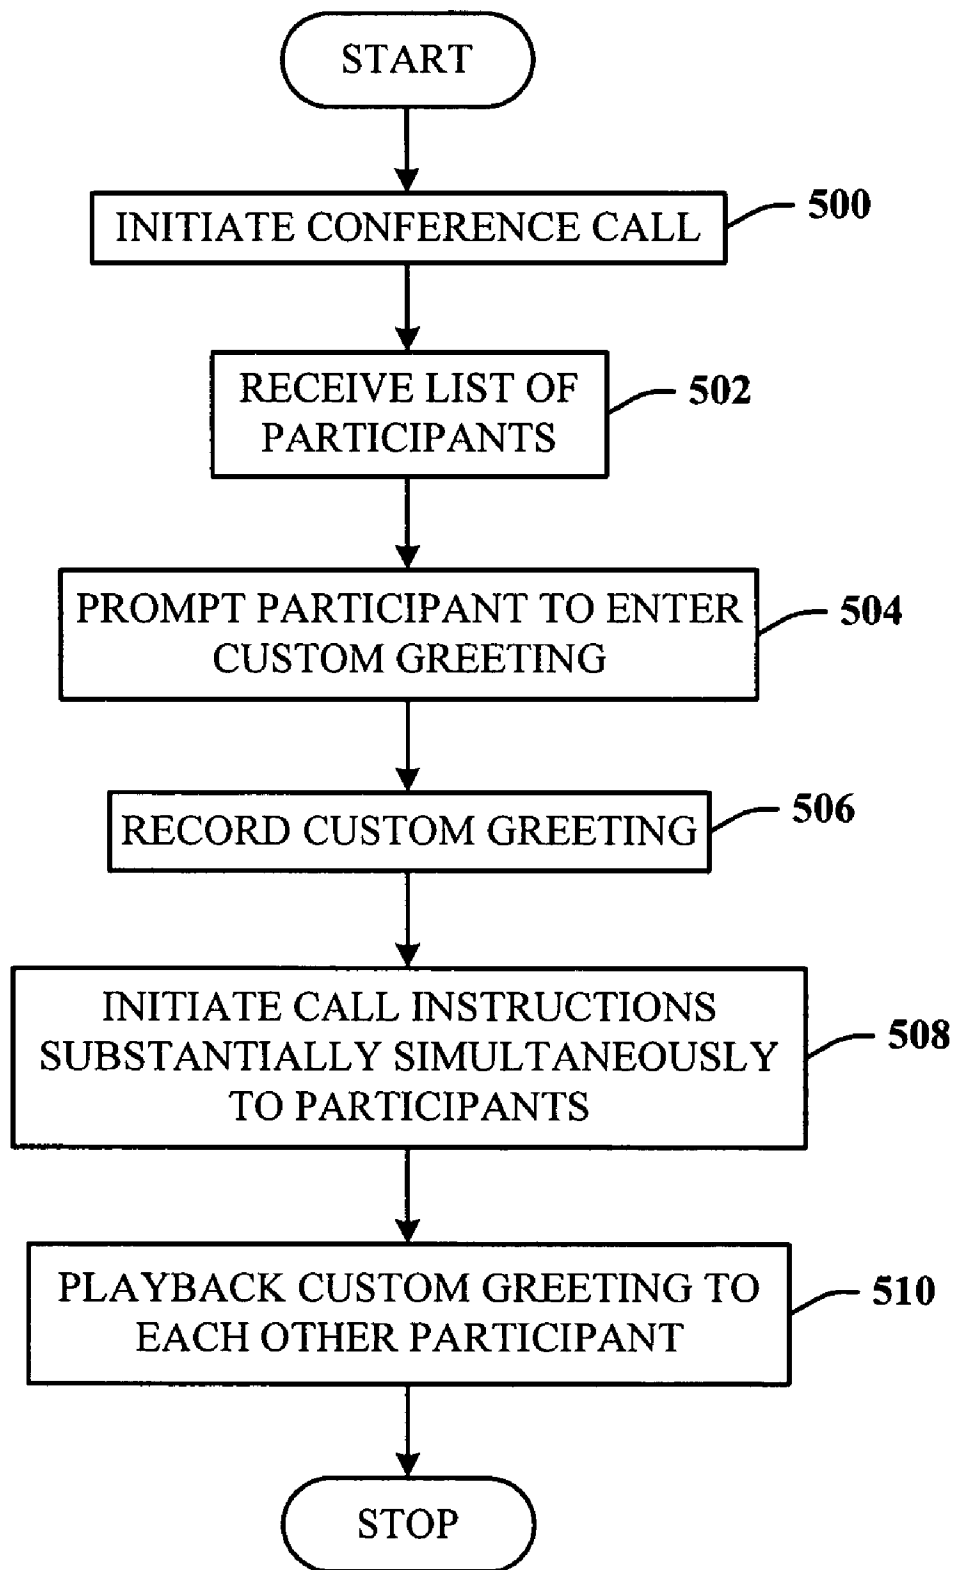 START
INITIATE CONFERENCE CALL
500
RECEIVE LIST OF
PARTICIPANTS
502
PROMPT PARTICIPANT TO ENTER
CUSTOM GREETING
504
RECORD CUSTOM GREETING
506
INITIATE CALL INSTRUCTIONS
SUBSTANTIALLY SIMULTANEOUSLY
TO PARTICIPANTS
508
PLAYBACK CUSTOM GREETING TO
EACH OTHER PARTICIPANT
510
STOP